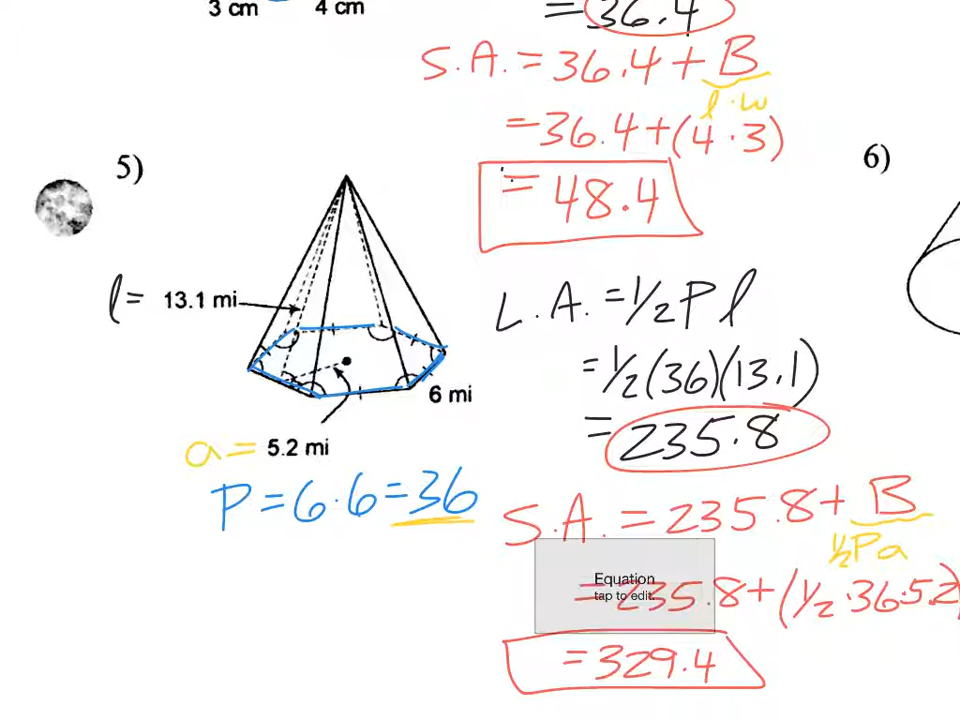 3 cm 4 cm
= 36.4
S.A. = 36.4 + B
l · w
= 36.4 + (4 · 3)
= 48.4
5)
6)
l = 13.1 mi
6 mi
a = 5.2 mi
P = 6 · 6 = 36
L.A. = 1/2 P l
= 1/2 (36)(13.1)
= 235.8
S.A. = 235.8 + B
1/2 P a
= 235.8 + (1/2 · 36 · 5.2)
Equation
tap to edit.
= 329.4